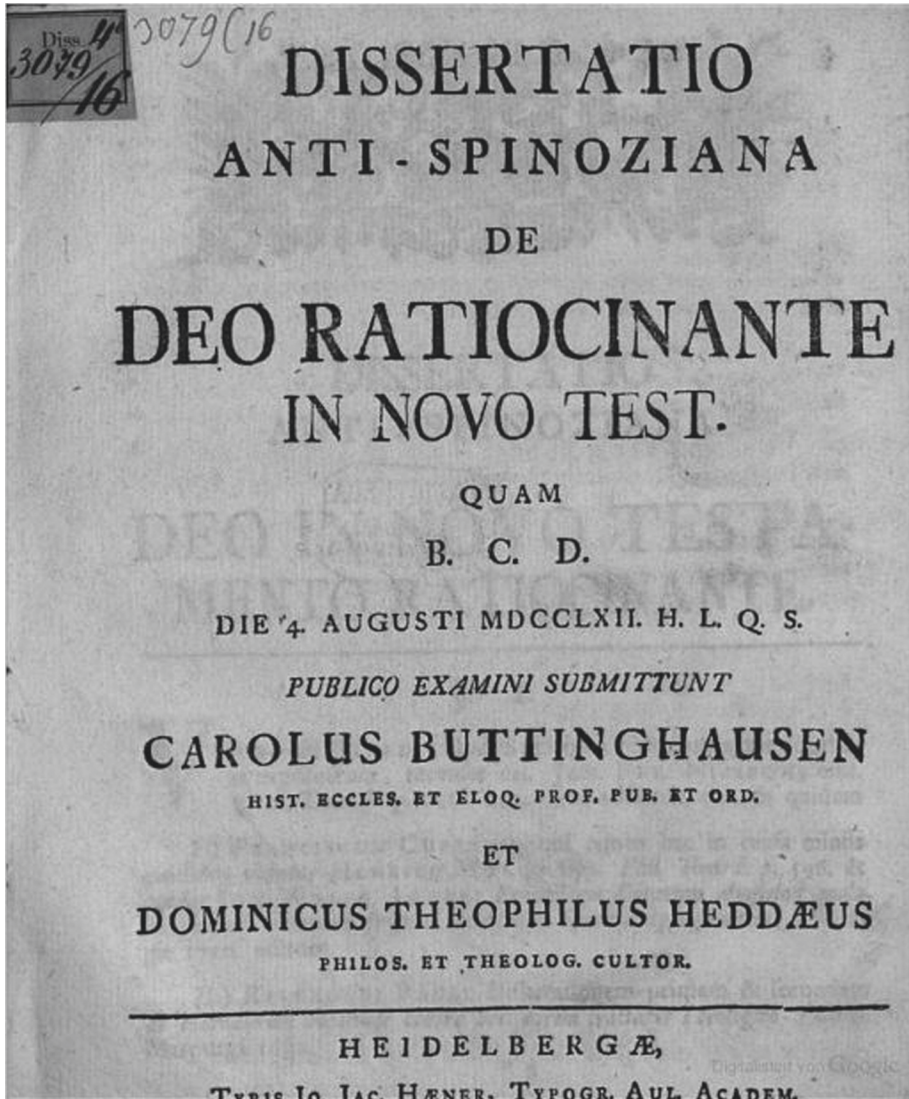 Diss. 4°
3079(16
3079/
16
DISSERTATIO
ANTI-SPINOZIANA
DE
DEO RATIOCINANTE
IN NOVO TEST.
QUAM
B. C. D.
DIE 4. AUGUSTI MDCCLXII. H. L. Q. S.
PUBLICO EXAMINI SUBMITTUNT
CAROLUS BUTTINGHAUSEN
HIST. ECCLES. ET ELOQ. PROF. PUB. ET ORD.
ET
DOMINICUS THEOPHILUS HEDDÆUS
PHILOS. ET THEOLOG. CULTOR.
HEIDELBERGÆ,
TYPIS JO. JAC. HÆNER, TYPOGR. AUL. ACADEM.
Digitalisiert von Google